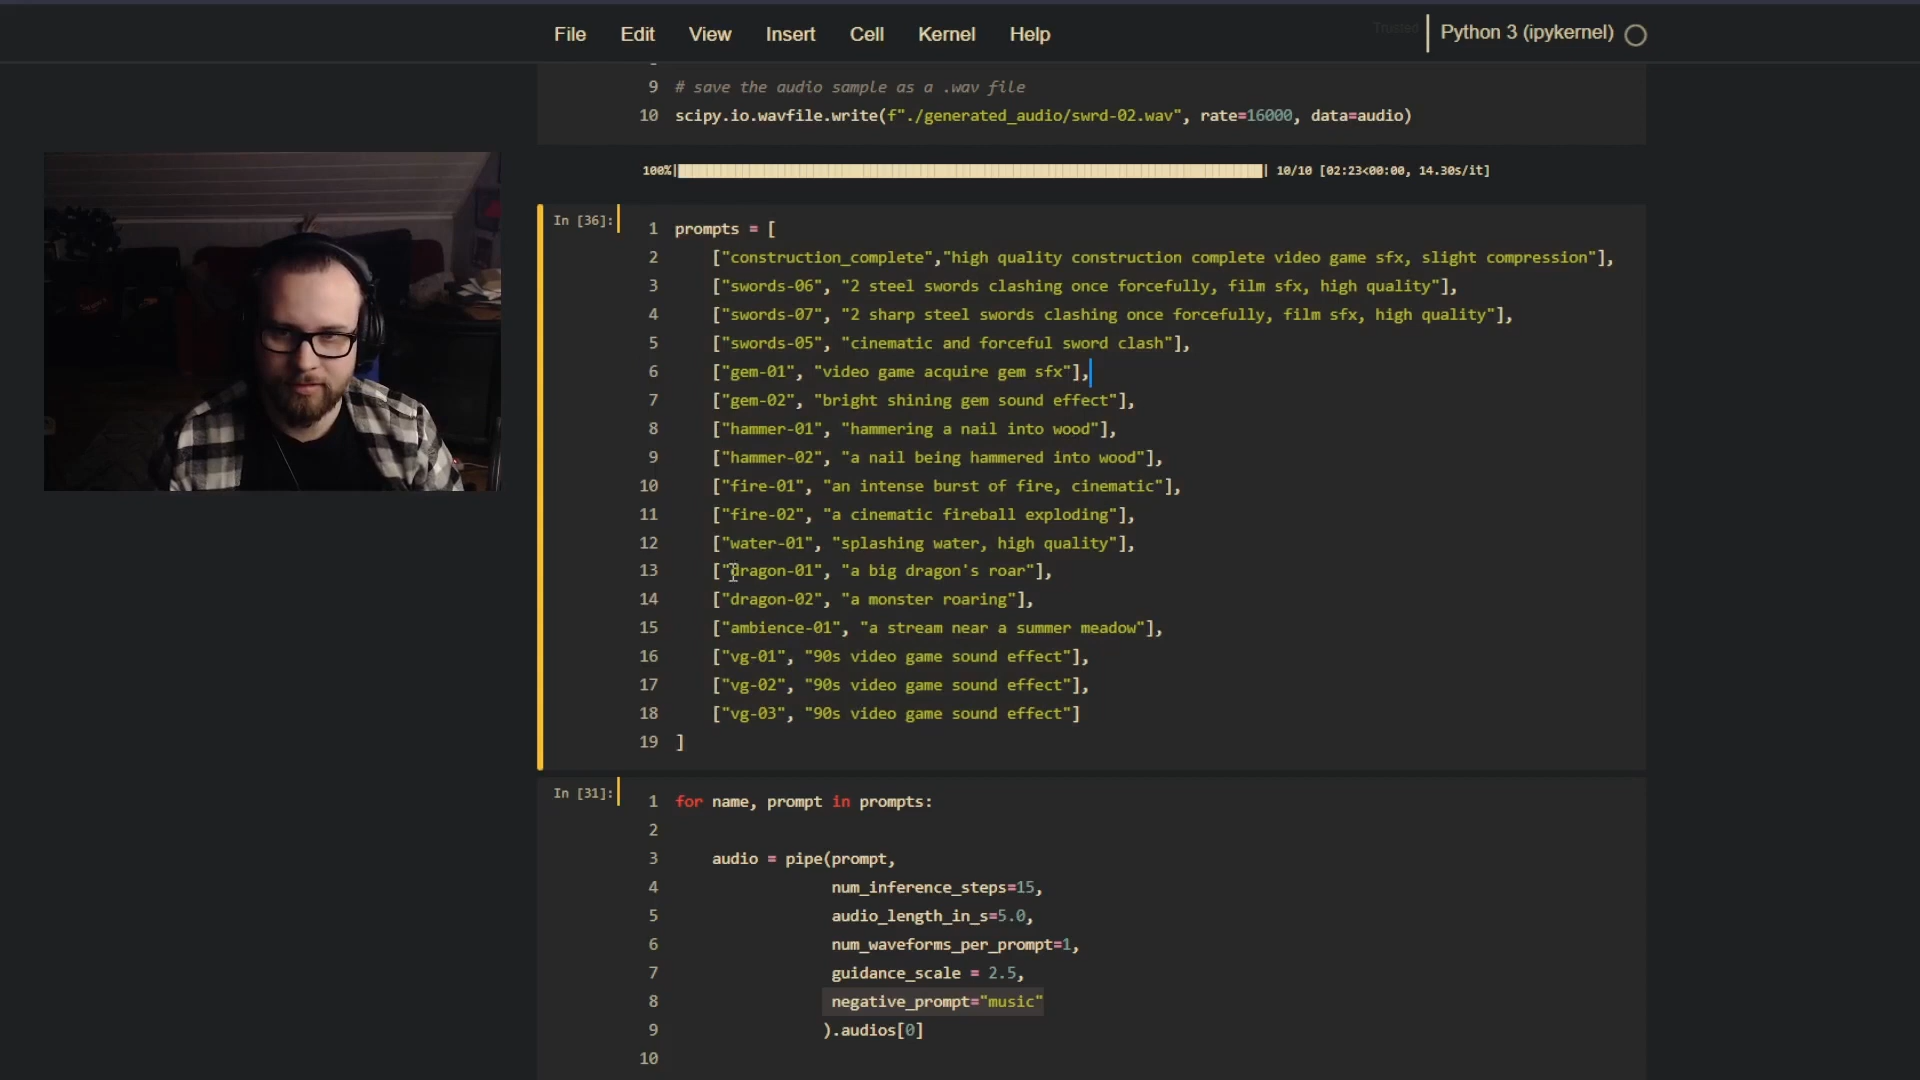 File Edit View Insert Cell Kernel Help Trusted Python 3 (ipykernel)
9 # save the audio sample as a .wav file
10 scipy.io.wavfile.write(f"./generated_audio/swrd-02.wav", rate=16000, data=audio)
100%| | 10/10 [02:23<00:00, 14.30s/it]
In [36]: 1 prompts = [
2 ["construction_complete","high quality construction complete video game sfx, slight compression"],
3 ["swords-06", "2 steel swords clashing once forcefully, film sfx, high quality"],
4 ["swords-07", "2 sharp steel swords clashing once forcefully, film sfx, high quality"],
5 ["swords-05", "cinematic and forceful sword clash"],
6 ["gem-01", "video game acquire gem sfx"],
7 ["gem-02", "bright shining gem sound effect"],
8 ["hammer-01", "hammering a nail into wood"],
9 ["hammer-02", "a nail being hammered into wood"],
10 ["fire-01", "an intense burst of fire, cinematic"],
11 ["fire-02", "a cinematic fireball exploding"],
12 ["water-01", "splashing water, high quality"],
13 ["dragon-01", "a big dragon's roar"],
14 ["dragon-02", "a monster roaring"],
15 ["ambience-01", "a stream near a summer meadow"],
16 ["vg-01", "90s video game sound effect"],
17 ["vg-02", "90s video game sound effect"],
18 ["vg-03", "90s video game sound effect"]
19 ]
In [31]: 1 for name, prompt in prompts:
2
3 audio = pipe(prompt,
4 num_inference_steps=15,
5 audio_length_in_s=5.0,
6 num_waveforms_per_prompt=1,
7 guidance_scale = 2.5,
8 negative_prompt="music"
9 ).audios[0]
10